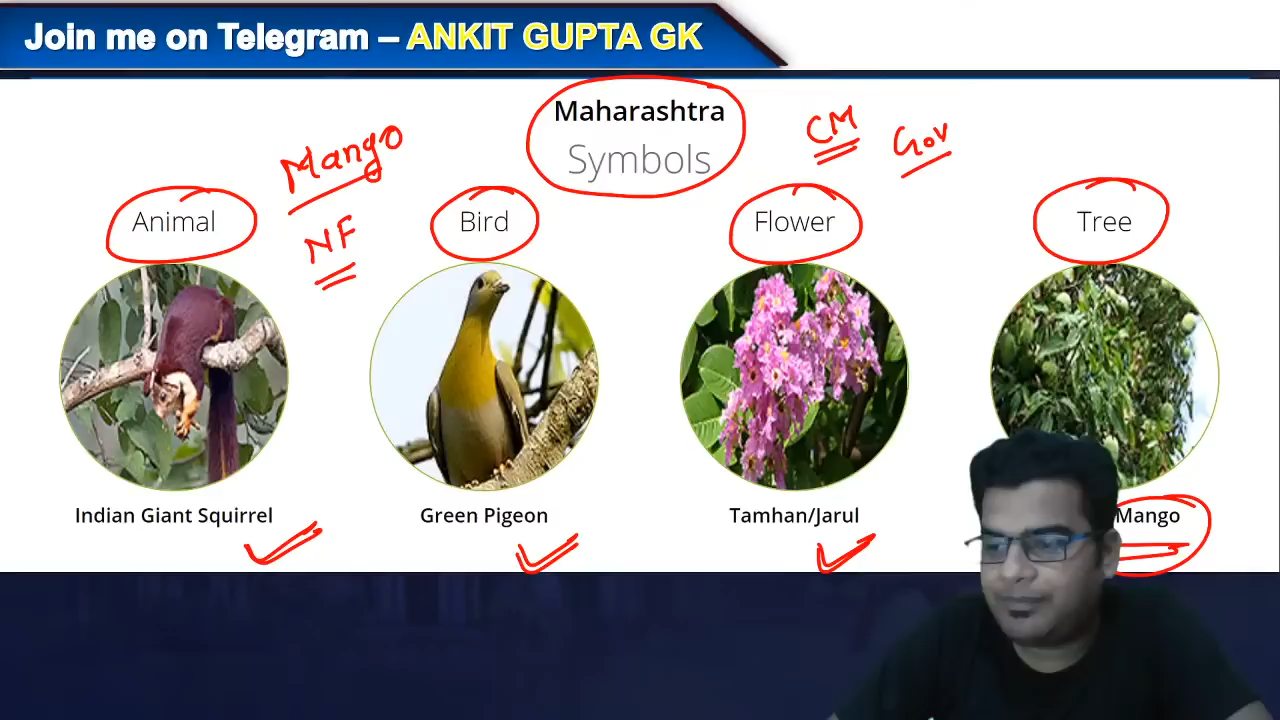 Join me on Telegram – ANKIT GUPTA GK
Maharashtra
Symbols
CM
Gov
Mango
NF
Animal
Bird
Flower
Tree
Indian Giant Squirrel
Green Pigeon
Tamhan/Jarul
Mango